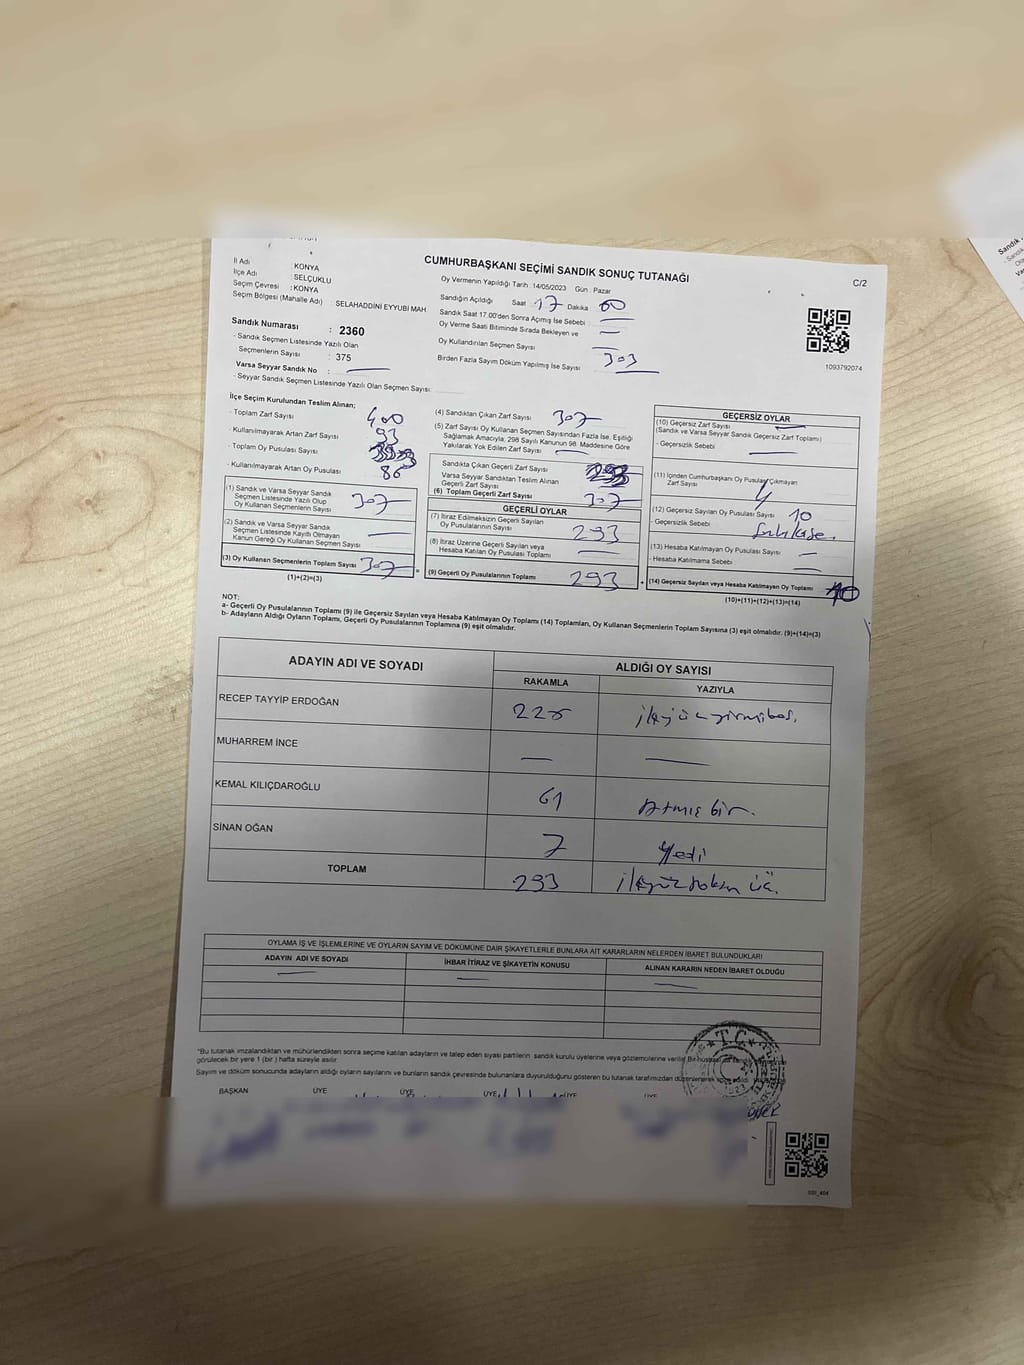 CUMHURBAŞKANI SEÇİMİ SANDIK SONUÇ TUTANAĞI
C/2
İl Adı : KONYA
İlçe Adı : SELÇUKLU
Seçim Çevresi : KONYA
Seçim Bölgesi (Mahalle Adı) : SELAHADDİNİ EYYUBİ MAH
Sandık Numarası : 2360
- Sandık Seçmen Listesinde Yazılı Olan
Seçmenlerin Sayısı : 375
Varsa Seyyar Sandık No : —
- Seyyar Sandık Seçmen Listesinde Yazılı Olan Seçmen Sayısı:
Oy Vermenin Yapıldığı Tarih : 14/05/2023 Gün : Pazar
Sandığın Açıldığı Saat 17 Dakika 00
Sandık Saat 17.00'den Sonra Açmış İse Sebebi : —
Oy Verme Saati Bitiminde Sırada Bekleyen ve —
Oy Kullandırılan Seçmen Sayısı —
Birden Fazla Sayım Döküm Yapılmış İse Sayısı 303
1093792074
İlçe Seçim Kurulundan Teslim Alınan;
- Toplam Zarf Sayısı 400
- Kullanılmayarak Artan Zarf Sayısı 93
- Toplam Oy Pusulası Sayısı
- Kullanılmayarak Artan Oy Pusulası 86
(1) Sandık ve Varsa Seyyar Sandık
Seçmen Listesinde Yazılı Olup
Oy Kullanan Seçmenlerin Sayısı 307
(2) Sandık ve Varsa Seyyar Sandık
Seçmen Listesinde Kayıtlı Olmayan
Kanun Gereği Oy Kullanan Seçmen Sayısı —
(3) Oy Kullanan Seçmenlerin Toplam Sayısı 307
(1)+(2)=(3)
(4) Sandıktan Çıkan Zarf Sayısı 307
(5) Zarf Sayısı Oy Kullanan Seçmen Sayısından Fazla İse, Eşitliği
Sağlamak Amacıyla, 298 Sayılı Kanunun 98. Maddesine Göre
Yakılarak Yok Edilen Zarf Sayısı —
Sandıkta Çıkan Geçerli Zarf Sayısı
Varsa Seyyar Sandıktan Teslim Alınan
Geçerli Zarf Sayısı
(6) Toplam Geçerli Zarf Sayısı 307
GEÇERLİ OYLAR
(7) İtiraz Edilmeksizin Geçerli Sayılan
Oy Pusulalarının Sayısı 293
(8) İtiraz Üzerine Geçerli Sayılan veya
Hesaba Katılan Oy Pusulası Toplamı —
(9) Geçerli Oy Pusulalarının Toplamı 293
GEÇERSİZ OYLAR
(10) Geçersiz Zarf Sayısı —
(Sandık ve Varsa Seyyar Sandık Geçersiz Zarf Toplamı)
- Geçersizlik Sebebi —
(11) İçinden Cumhurbaşkanı Oy Pusulası Çıkmayan
Zarf Sayısı 4
(12) Geçersiz Sayılan Oy Pusulası Sayısı 10
- Geçersizlik Sebebi
(13) Hesaba Katılmayan Oy Pusulası Sayısı —
- Hesaba Katılmama Sebebi —
(14) Geçersiz Sayılan veya Hesaba Katılmayan Oy Toplamı 10
(10)+(11)+(12)+(13)=(14)
NOT:
a- Geçerli Oy Pusulalarının Toplamı (9) ile Geçersiz Sayılan veya Hesaba Katılmayan Oy Toplamı (14) Toplamları, Oy Kullanan Seçmenlerin Toplam Sayısına (3) eşit olmalıdır. (9)+(14)=(3)
b- Adayların Aldığı Oyların Toplamı, Geçerli Oy Pusulalarının Toplamına (9) eşit olmalıdır.
ADAYIN ADI VE SOYADI ALDIĞI OY SAYISI
RAKAMLA YAZIYLA
RECEP TAYYİP ERDOĞAN 225 ikiyüzyirmibeş.
MUHARREM İNCE — —
KEMAL KILIÇDAROĞLU 61 Atmış bir.
SİNAN OĞAN 7 Yedi
TOPLAM 293
OYLAMA İŞ VE İŞLEMLERİNE VE OYLARIN SAYIM VE DÖKÜMÜNE DAİR ŞİKAYETLERLE BUNLARA AİT KARARLARIN NELERDEN İBARET BULUNDUKLARI
ADAYIN ADI VE SOYADI İHBAR İTİRAZ VE ŞİKAYETİN KONUSU ALINAN KARARIN NEDEN İBARET OLDUĞU
— — —
*Bu tutanak imzalandıktan ve mühürlendikten sonra seçime katılan adayların ve talep eden siyasi partilerin sandık kurulu üyelerine veya gözlemcilerine verilir. Bir
görülecek bir yere 1 (bir ) hafta süreyle asılır.
Sayım ve döküm sonucunda adayların aldığı oyların sayılarını ve bunların sandık çevresinde bulunanlara duyurulduğunu gösteren bu tutanak tarafımızdan düzenlenerek
BAŞKAN ÜYE ÜYE ÜYE ÜYE ÜYE
T.C.